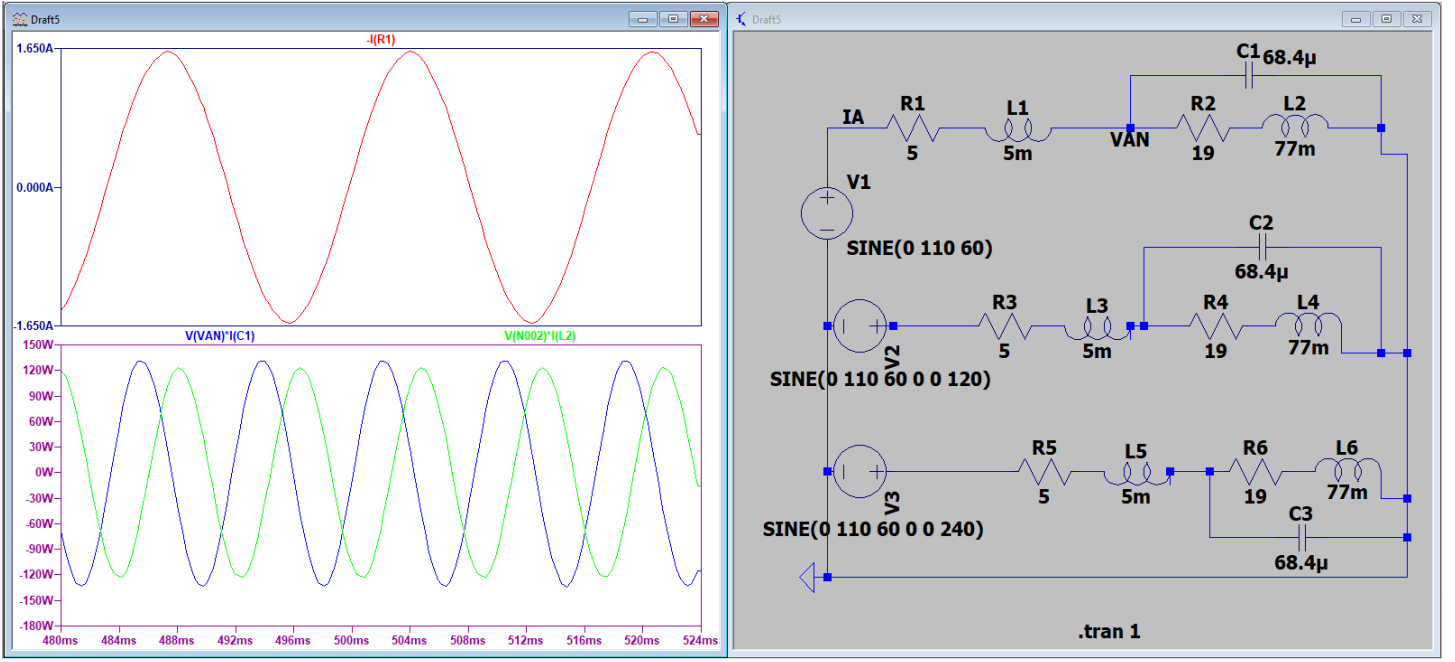 Draft5
-I(R1)
1.650A
0.000A
-1.650A
V(VAN)*I(C1) V(N002)*I(L2)
150W
120W
90W
60W
30W
0W
-30W
-60W
-90W
-120W
-150W
-180W
480ms 484ms 488ms 492ms 496ms 500ms 504ms 508ms 512ms 516ms 520ms 524ms
Draft5
C1 68.4µ
IA R1 L1 R2 L2
VAN
5 5m 19 77m
V1
SINE(0 110 60)
C2
68.4µ
R3 L3 R4 L4
5 5m 19 77m
V2
SINE(0 110 60 0 0 120)
R5 L5 R6 L6
5 5m 19 77m
V3
C3
SINE(0 110 60 0 0 240)
68.4µ
.tran 1